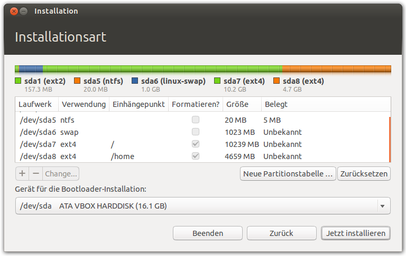 Installation
Installationsart
sda1 (ext2) sda5 (ntfs) sda6 (linux-swap) sda7 (ext4) sda8 (ext4)
157.3 MB 20.0 MB 1.0 GB 10.2 GB 4.7 GB
Laufwerk Verwendung Einhängepunkt Formatieren? Größe Belegt
/dev/sda5 ntfs 20 MB 5 MB
/dev/sda6 swap 1023 MB Unbekannt
/dev/sda7 ext4 / 10239 MB Unbekannt
/dev/sda8 ext4 /home 4659 MB Unbekannt
+ − Change... Neue Partitionstabelle ... Zurücksetzen
Gerät für die Bootloader-Installation:
/dev/sda ATA VBOX HARDDISK (16.1 GB)
Beenden Zurück Jetzt installieren